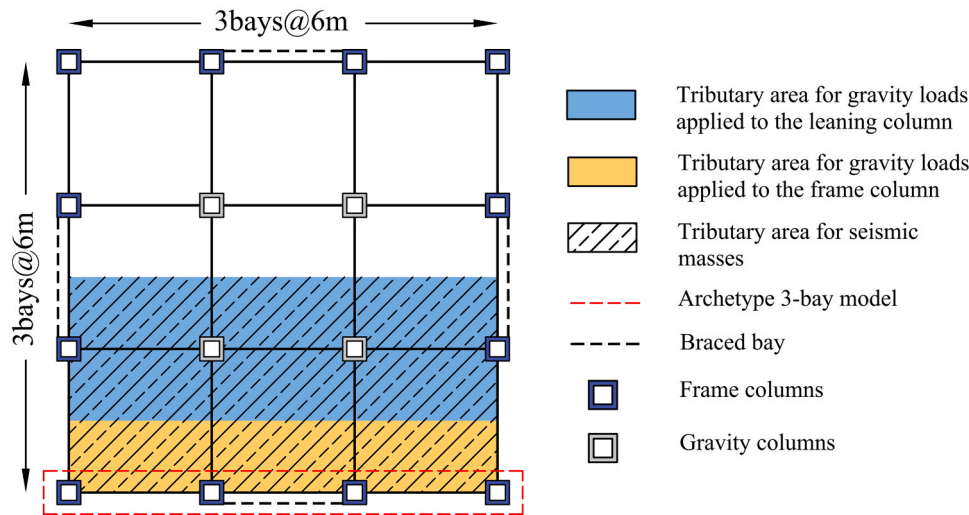 3bays@6m
3bays@6m
Tributary area for gravity loads
applied to the leaning column
Tributary area for gravity loads
applied to the frame column
Tributary area for seismic
masses
Archetype 3-bay model
Braced bay
Frame columns
Gravity columns